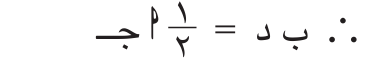 ∴ ب د = ١/٢ ا جـ